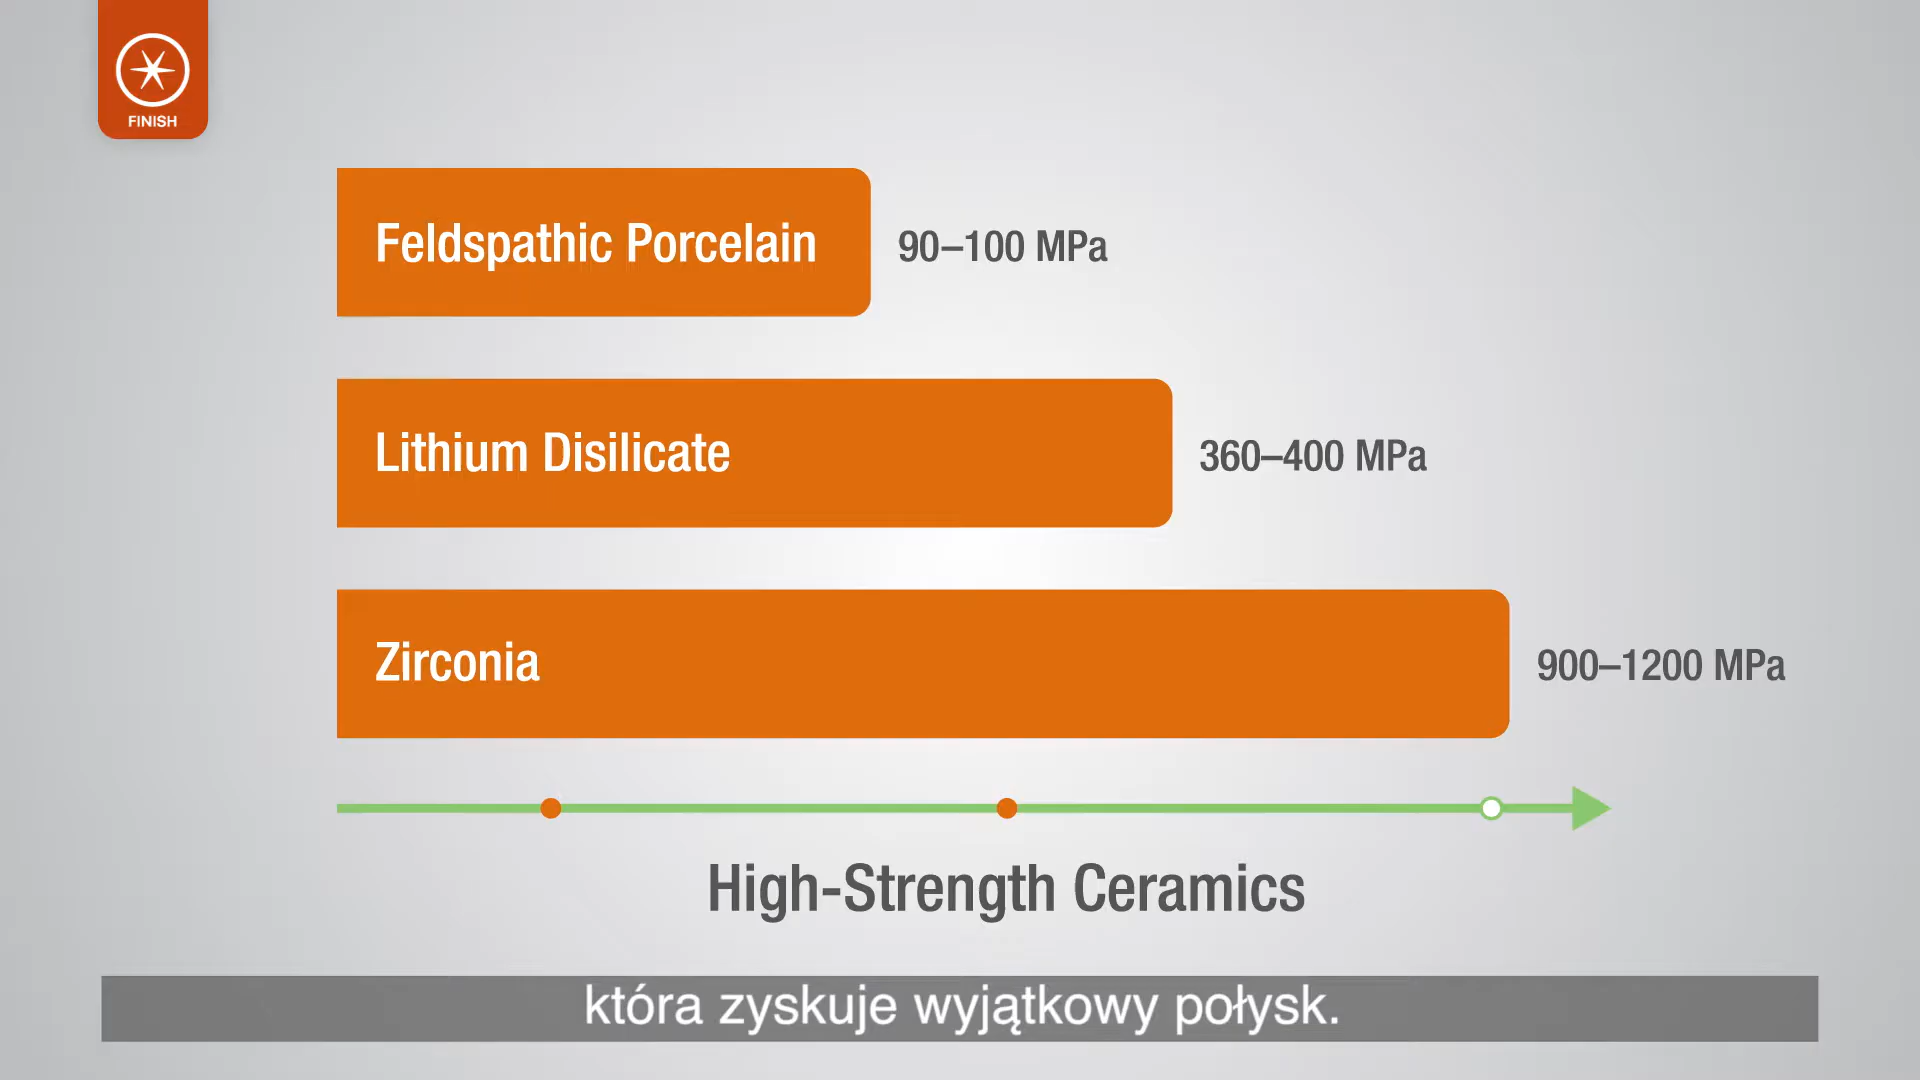 FINISH
Feldspathic Porcelain
90–100 MPa
Lithium Disilicate
360–400 MPa
Zirconia
900–1200 MPa
High-Strength Ceramics
która zyskuje wyjątkowy połysk.